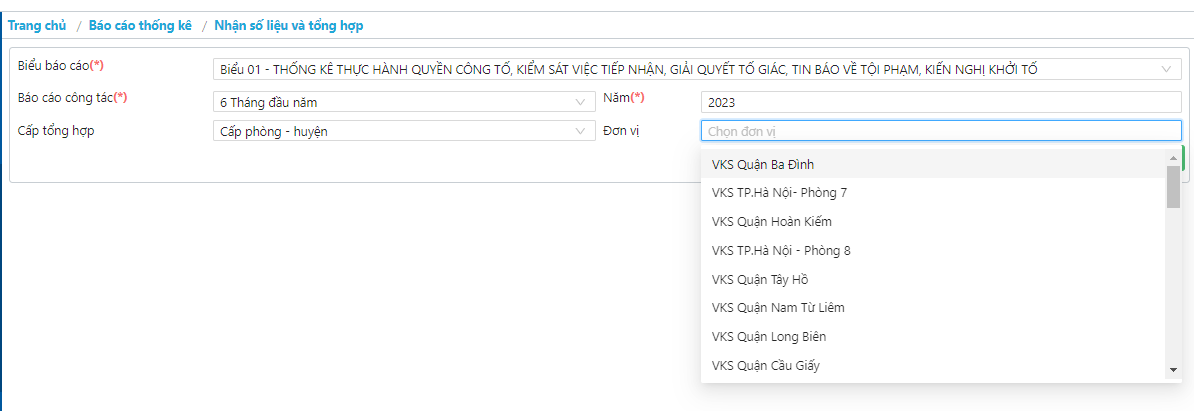 Trang chủ / Báo cáo thống kê / Nhận số liệu và tổng hợp
Biểu báo cáo(*) Biểu 01 - THỐNG KÊ THỰC HÀNH QUYỀN CÔNG TỐ, KIỂM SÁT VIỆC TIẾP NHẬN, GIẢI QUYẾT TỐ GIÁC, TIN BÁO VỀ TỘI PHẠM, KIẾN NGHỊ KHỞI TỐ
Báo cáo công tác(*) 6 Tháng đầu năm Năm(*) 2023
Cấp tổng hợp Cấp phòng - huyện Đơn vị Chọn đơn vị
VKS Quận Ba Đình
VKS TP.Hà Nội- Phòng 7
VKS Quận Hoàn Kiếm
VKS TP.Hà Nội - Phòng 8
VKS Quận Tây Hồ
VKS Quận Nam Từ Liêm
VKS Quận Long Biên
VKS Quận Cầu Giấy